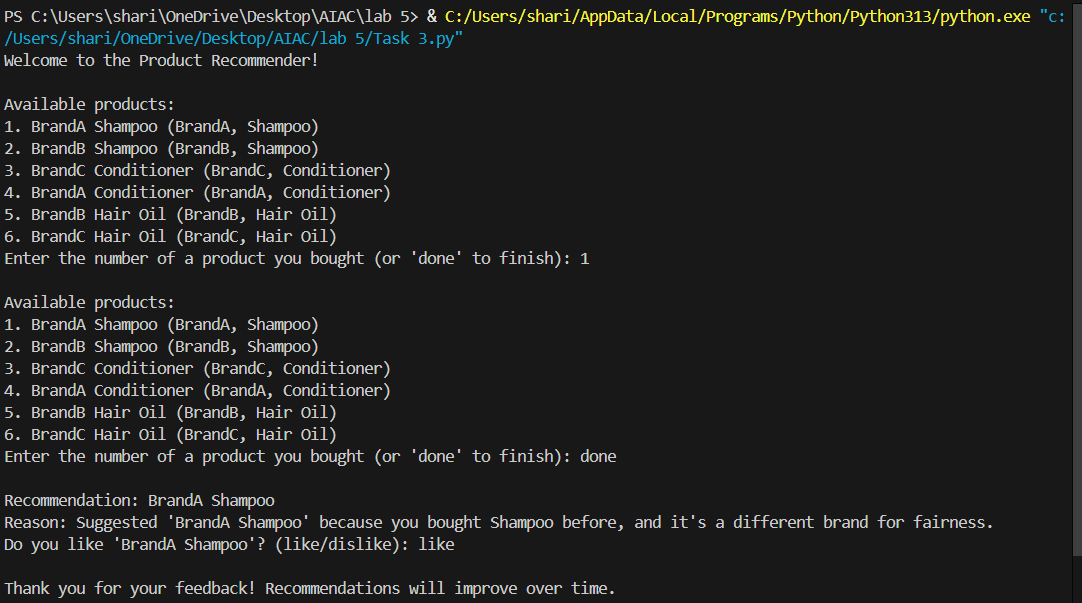 PS C:\Users\shari\OneDrive\Desktop\AIAC\lab 5> & C:/Users/shari/AppData/Local/Programs/Python/Python313/python.exe "c:
/Users/shari/OneDrive/Desktop/AIAC/lab 5/Task 3.py"
Welcome to the Product Recommender!
Available products:
1. BrandA Shampoo (BrandA, Shampoo)
2. BrandB Shampoo (BrandB, Shampoo)
3. BrandC Conditioner (BrandC, Conditioner)
4. BrandA Conditioner (BrandA, Conditioner)
5. BrandB Hair Oil (BrandB, Hair Oil)
6. BrandC Hair Oil (BrandC, Hair Oil)
Enter the number of a product you bought (or 'done' to finish): 1
Available products:
1. BrandA Shampoo (BrandA, Shampoo)
2. BrandB Shampoo (BrandB, Shampoo)
3. BrandC Conditioner (BrandC, Conditioner)
4. BrandA Conditioner (BrandA, Conditioner)
5. BrandB Hair Oil (BrandB, Hair Oil)
6. BrandC Hair Oil (BrandC, Hair Oil)
Enter the number of a product you bought (or 'done' to finish): done
Recommendation: BrandA Shampoo
Reason: Suggested 'BrandA Shampoo' because you bought Shampoo before, and it's a different brand for fairness.
Do you like 'BrandA Shampoo'? (like/dislike): like
Thank you for your feedback! Recommendations will improve over time.